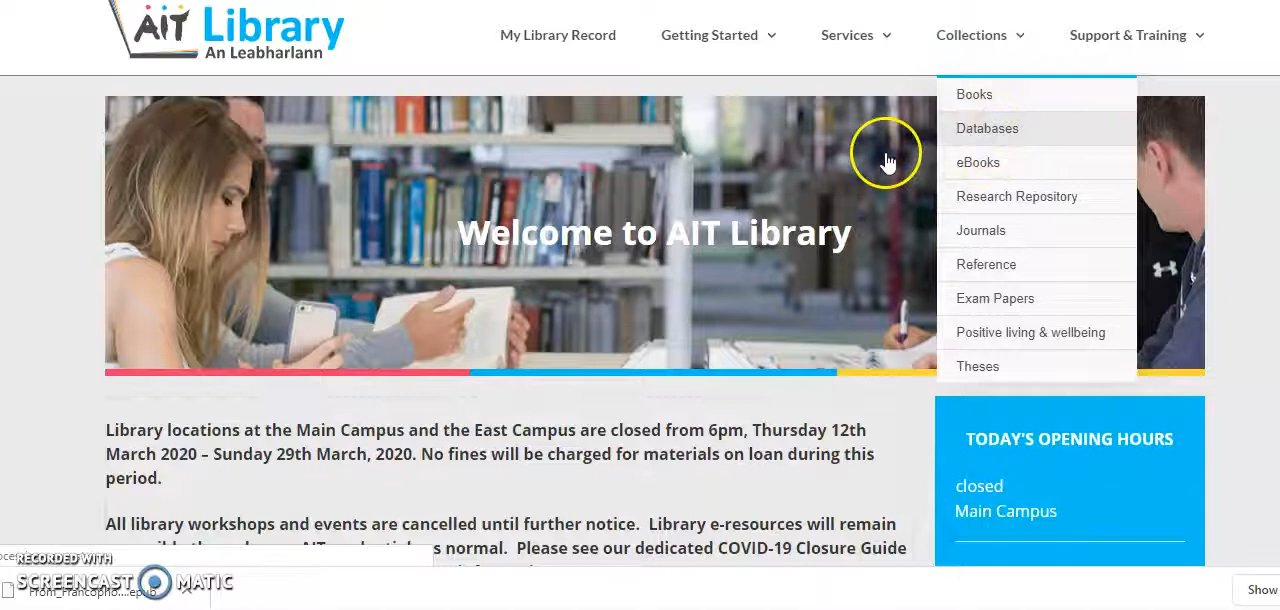 AIT Library
An Leabharlann
My Library Record Getting Started Services Collections Support & Training
Books
Databases
eBooks
Research Repository
Journals
Reference
Exam Papers
Positive living & wellbeing
Theses
Welcome to AIT Library
Library locations at the Main Campus and the East Campus are closed from 6pm, Thursday 12th
March 2020 – Sunday 29th March, 2020. No fines will be charged for materials on loan during this
period.
All library workshops and events are cancelled until further notice. Library e-resources will remain
normal. Please see our dedicated COVID-19 Closure Guide
TODAY'S OPENING HOURS
closed
Main Campus
RECORDED WITH
SCREENCAST MATIC
From_Francopho....epub
Show